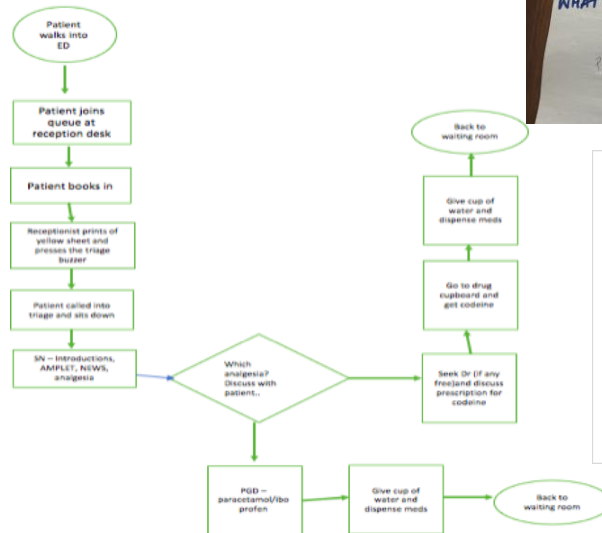 Patient
walks into
ED
WHAT
Patient joins
queue at
reception desk
Patient books in
Receptionist prints of
yellow sheet and
presses the triage
buzzer
Patient called into
triage and sits down
SN – Introductions,
AMPLET, NEWS,
analgesia
Which
analgesia?
Discuss with
patient..
Seek Dr (if any
free)and discuss
prescription for
codeine
Go to drug
cupboard and
get codeine
Give cup of
water and
dispense meds
Back to
waiting room
PGD –
paracetamol/ibo
profen
Give cup of
water and
dispense meds
Back to
waiting room